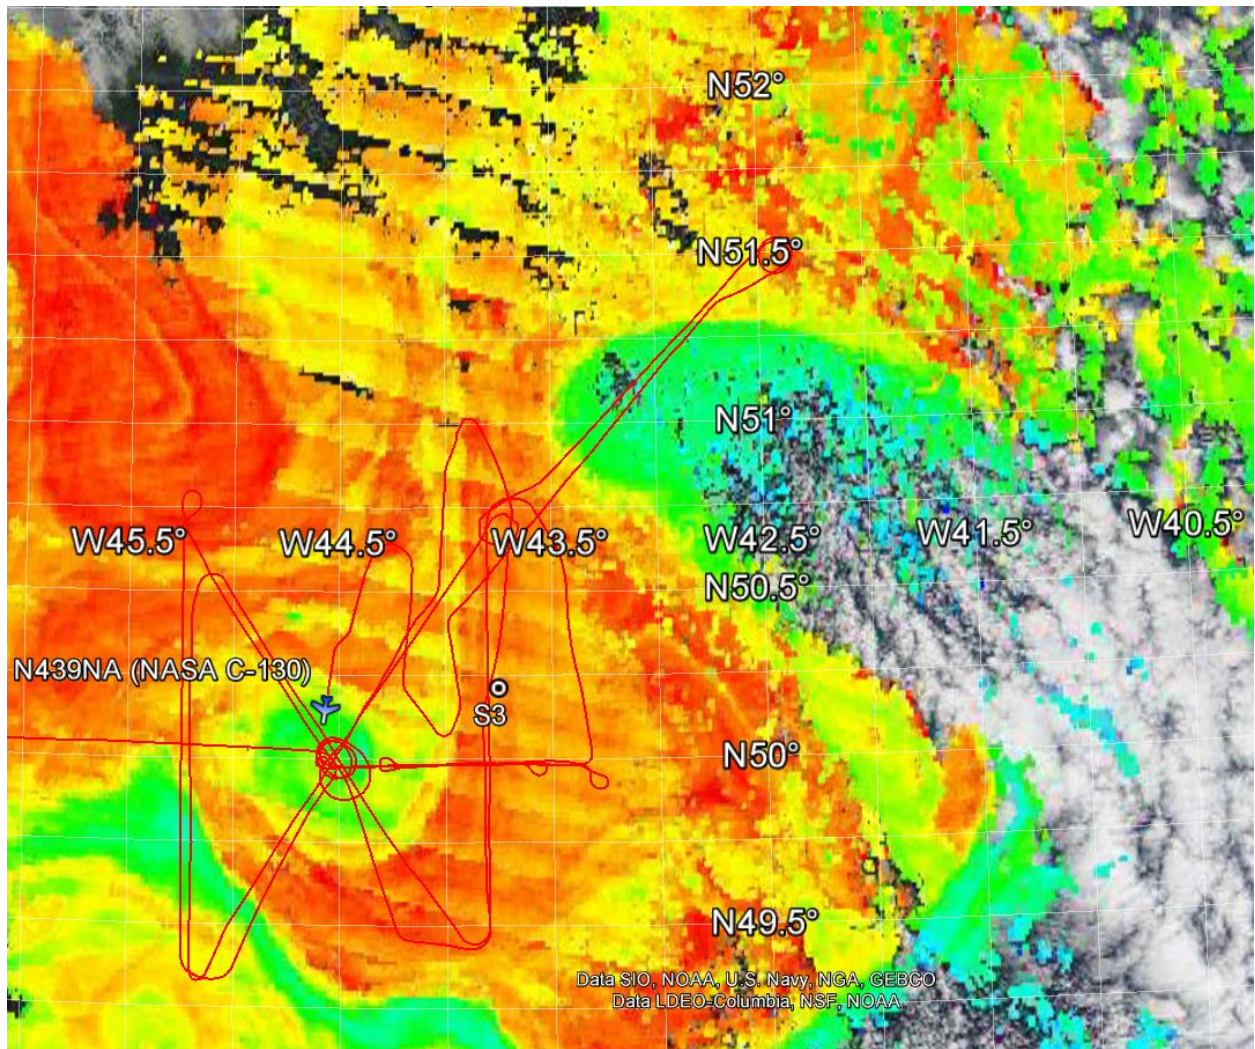 N52°
N51.5°
N51°
W45.5° W44.5° W43.5° W42.5° W41.5° W40.5°
N50.5°
N439NA (NASA C-130)
S3
N50°
N49.5°
Data SIO, NOAA, U.S. Navy, NGA, GEBCO
Data LDEO-Columbia, NSF, NOAA